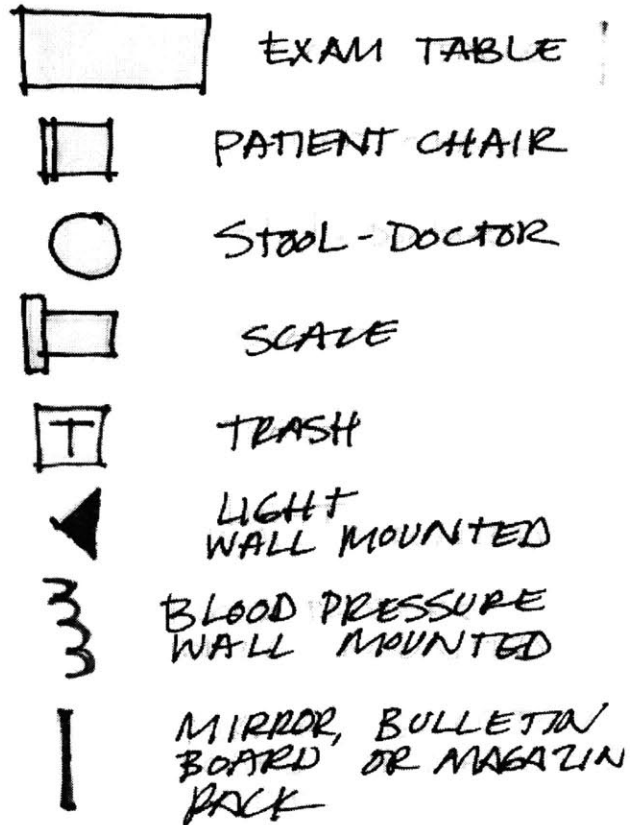 EXAM TABLE
PATIENT CHAIR
STOOL-DOCTOR
SCALE
T TRASH
LIGHT
WALL MOUNTED
BLOOD PRESSURE
WALL MOUNTED
MIRROR, BULLETIN
BOARD OR MAGAZIN
RACK